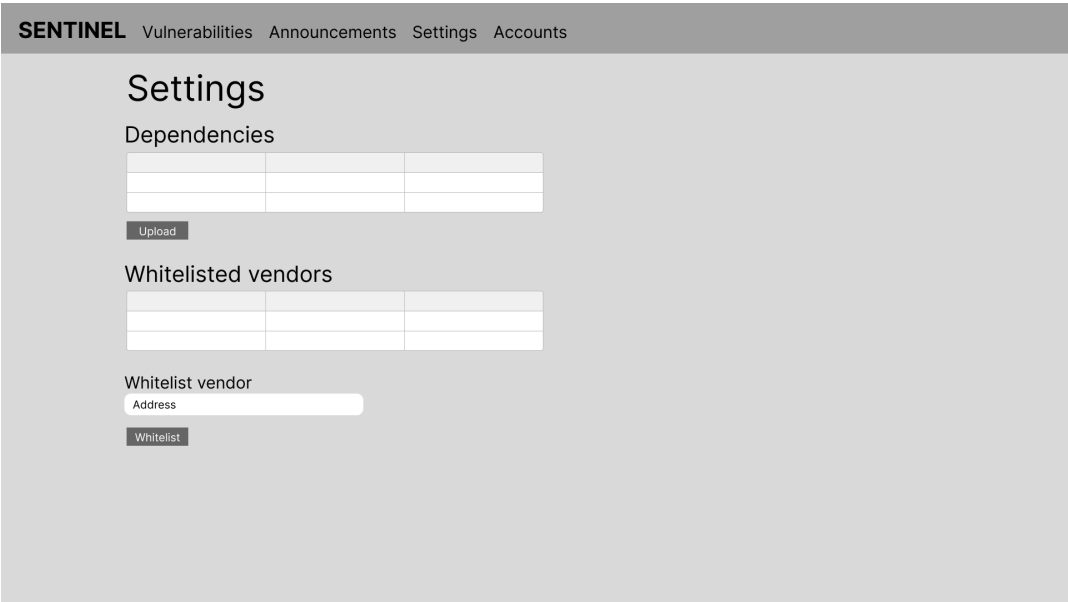 SENTINEL Vulnerabilities Announcements Settings Accounts
Settings
Dependencies
Upload
Whitelisted vendors
Whitelist vendor
Address
Whitelist